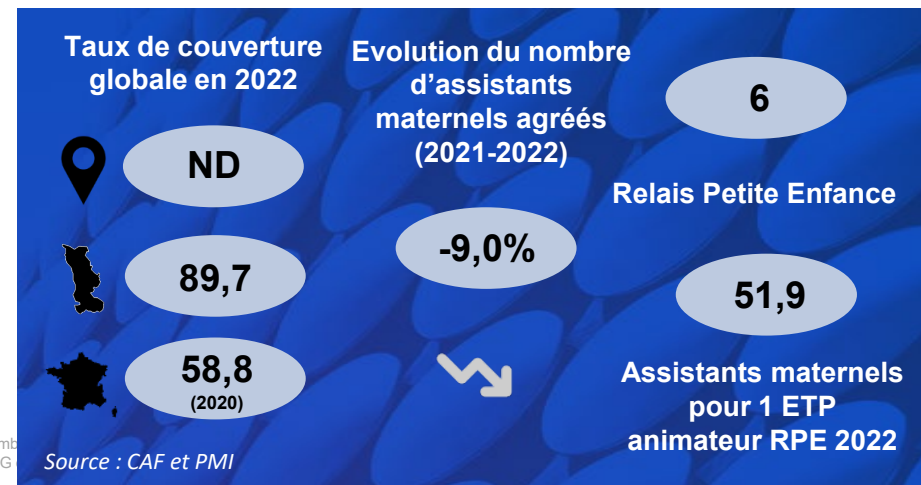 Taux de couverture
globale en 2022
ND
89,7
58,8
(2020)
Evolution du nombre
d’assistants
maternels agréés
(2021-2022)
-9,0%
6
Relais Petite Enfance
51,9
Assistants maternels
pour 1 ETP
animateur RPE 2022
Source : CAF et PMI